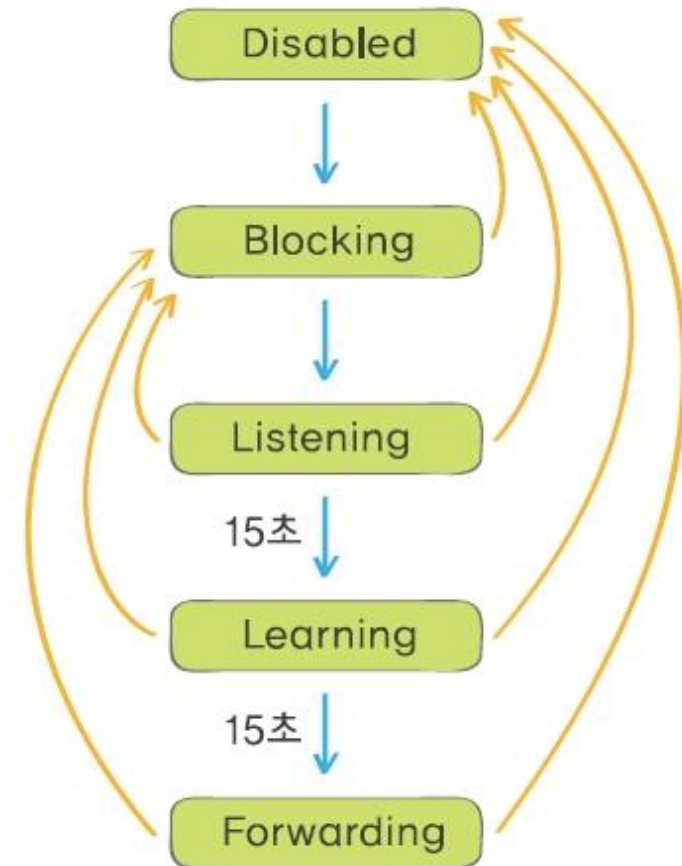 Disabled
Blocking
Listening
15초
Learning
15초
Forwarding